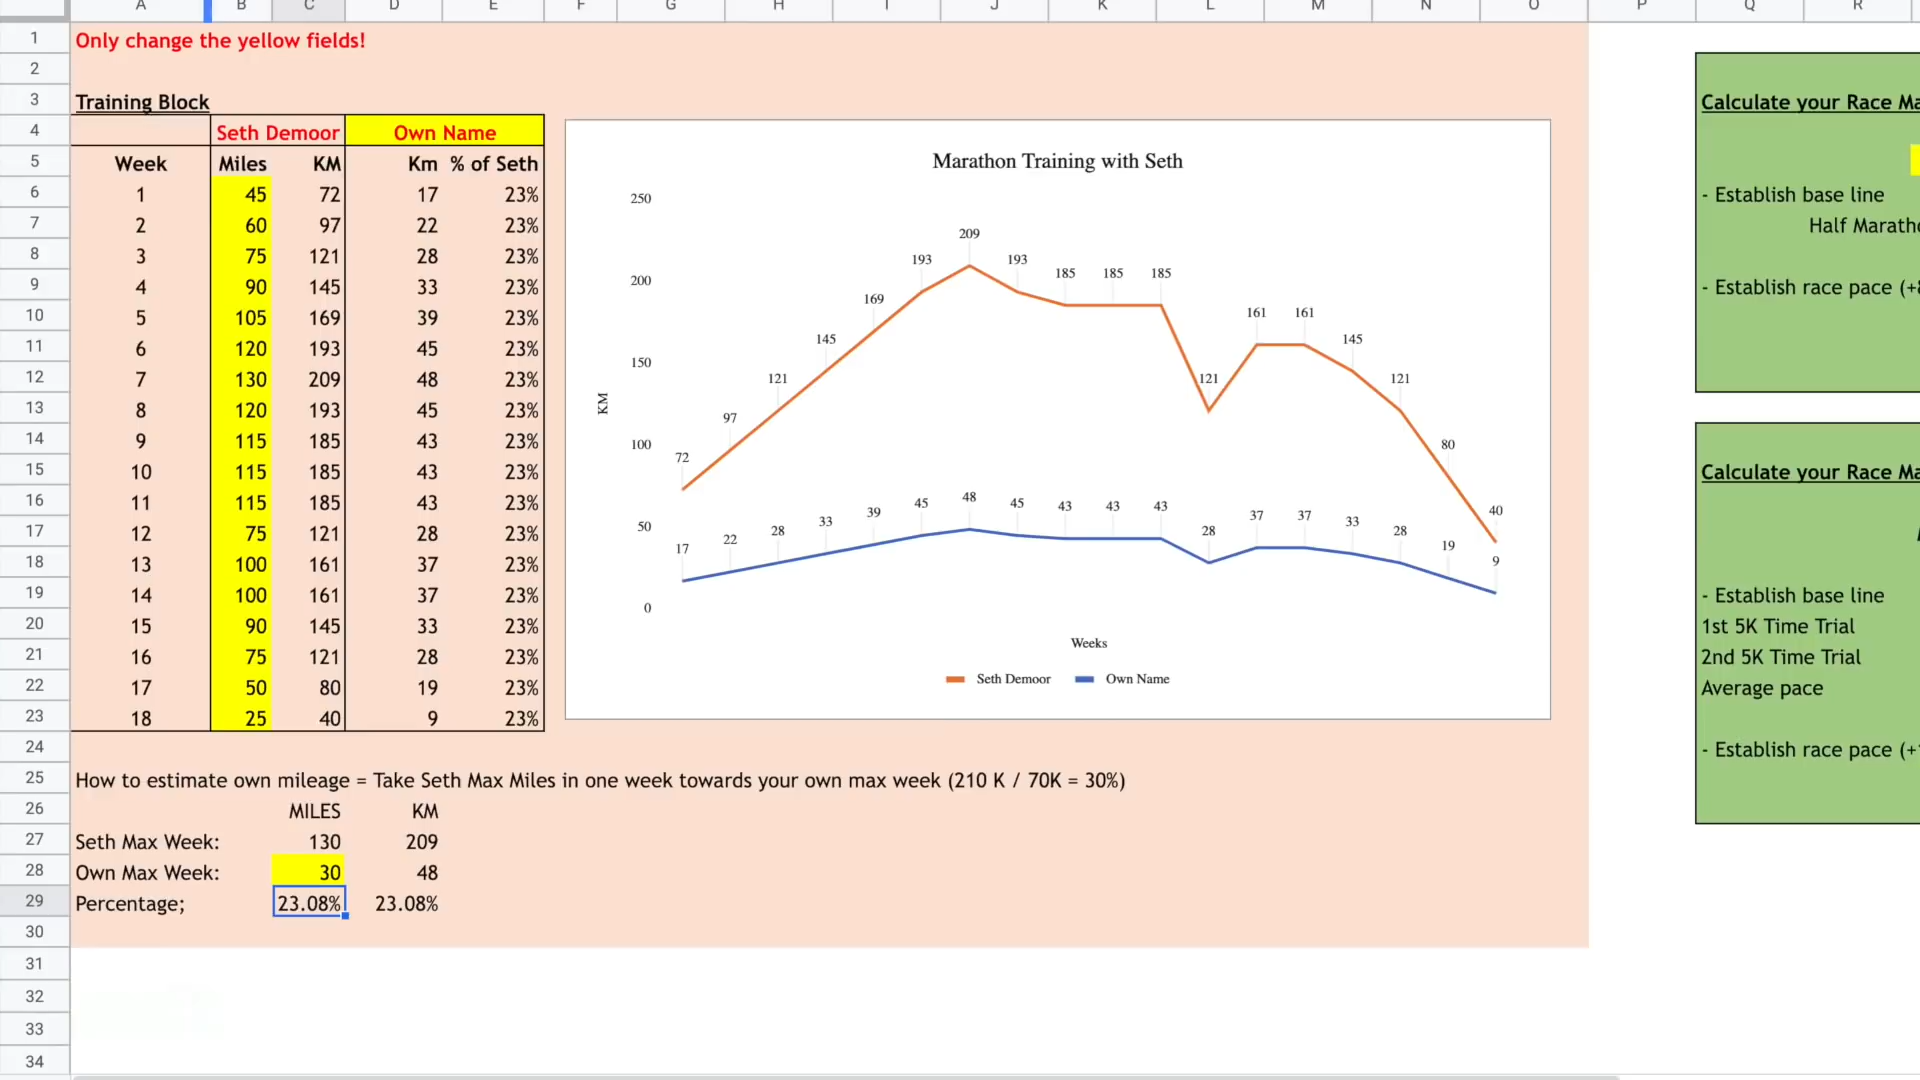 A B C D E F G H I J K L M N O P Q R
1 Only change the yellow fields!
2
3 Training Block Calculate your Race Ma
4 Seth Demoor Own Name
5 Week Miles KM Km % of Seth
6 1 45 72 17 23% - Establish base line
7 2 60 97 22 23% Half Maratho
8 3 75 121 28 23%
9 4 90 145 33 23% - Establish race pace (+8
10 5 105 169 39 23%
11 6 120 193 45 23%
12 7 130 209 48 23%
13 8 120 193 45 23%
14 9 115 185 43 23%
15 10 115 185 43 23% Calculate your Race Ma
16 11 115 185 43 23%
17 12 75 121 28 23%
18 13 100 161 37 23%
19 14 100 161 37 23% - Establish base line
20 15 90 145 33 23% 1st 5K Time Trial
21 16 75 121 28 23% 2nd 5K Time Trial
22 17 50 80 19 23% Average pace
23 18 25 40 9 23%
24 - Establish race pace (+
25 How to estimate own mileage = Take Seth Max Miles in one week towards your own max week (210 K / 70K = 30%)
26 MILES KM
27 Seth Max Week: 130 209
28 Own Max Week: 30 48
29 Percentage; 23.08% 23.08%
30
31
32
33
34
Marathon Training with Seth
250
200
150
100
50
0
KM
72 97 121 145 169 193 209 193 185 185 185 121 161 161 145 121 80 40
17 22 28 33 39 45 48 45 43 43 43 28 37 37 33 28 19 9
Weeks
Seth Demoor Own Name